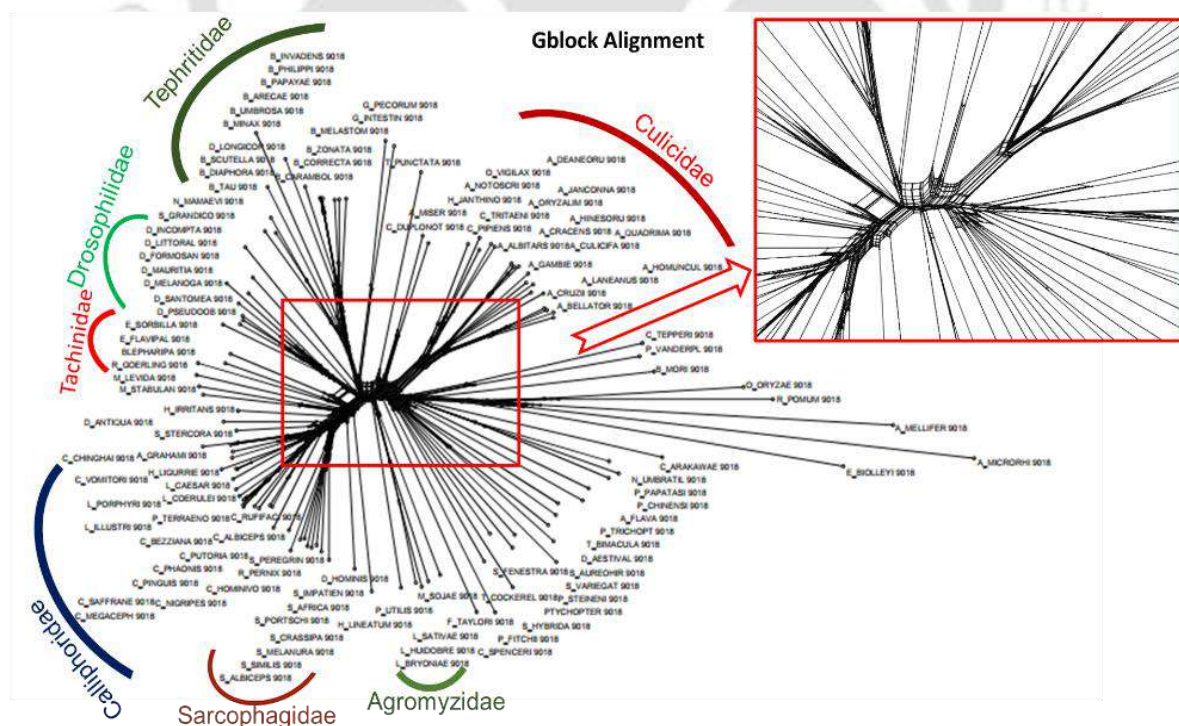 Gblock Alignment
Tephritidae
B_INVADENS 9018
B_PHILIPPI 9018
B_PAPAYAE 9018
B_ARECAE 9018
B_UMBROSA 9018
B_MINAX 9018
D_LONGICOR 9018
B_SCUTELLA 9018
B_DIAPHORA 9018
B_TAU 9018
N_MAMAEVI 9018
G_PECORUM 9018
G_INTESTIN 9018
B_MELASTOM 9018
B_ZONATA 9018
B_CORRECTA 9018
B_CARAMBOL 9018
T_PUNCTATA 9018
Culicidae
A_DEANEORU 9018
O_VIGILAX 9018
A_NOTOSCRI 9018
A_JANCONNA 9018
H_JANTHINO 9018
A_ORYZALIM 9018
A_MISER 9018
C_TRITAENI 9018
A_HINESORU 9018
C_DUPLONOT 9018
C_PIPIENS 9018
A_CRACENS 9018
A_QUADRIMA 9018
A_ALBITARS 9018
A_CULICIFA 9018
A_GAMBIE 9018
A_HOMUNCUL 9018
A_LANEANUS 9018
A_CRUZII 9018
A_BELLATOR 9018
Drosophilidae
S_GRANDICO 9018
D_INCOMPTA 9018
D_LITTORAL 9018
D_FORMOSAN 9018
D_MAURITIA 9018
D_MELANOGA 9018
D_SANTOMEA 9018
D_PSEUDOOB 9018
Tachinidae
E_SORBILLA 9018
E_FLAVIPAL 9018
BLEPHARIPA 9018
R_GOERLING 9018
M_LEVIDA 9018
M_STABULAN 9018
H_IRRITANS 9018
D_ANTIQUA 9018
S_STERCORA 9018
C_TEPPERI 9018
P_VANDERPL 9018
B_MORI 9018
O_ORYZAE 9018
R_POMUM 9018
A_MELLIFER 9018
A_MICRORHI 9018
E_BIOLLEYI 9018
Calliphoridae
C_CHINGHAI 9018
A_GRAHAMI 9018
C_VOMITORI 9018
H_LIGURRIE 9018
L_CAESAR 9018
L_PORPHYRI 9018
L_COERULEI 9018
L_ILLUSTRI 9018
P_TERRAENO 9018
C_RUFIFACI 9018
C_BEZZIANA 9018
C_ALBICEPS 9018
C_PUTORIA 9018
S_PEREGRIN 9018
C_PHAONIS 9018
R_PERNIX 9018
C_PINGUIS 9018
C_HOMINIVO 9018
C_SAFFRANE 9018
C_NIGRIPES 9018
C_MEGACEPH 9018
D_HOMINIS 9018
S_IMPATIEN 9018
S_AFRICA 9018
S_PORTSCHI 9018
S_CRASSIPA 9018
S_MELANURA 9018
S_SIMILIS 9018
S_ALBICEPS 9018
Sarcophagidae
H_LINEATUM 9018
P_UTILIS 9018
M_SOJAE 9018
L_SATIVAE 9018
L_HUIDOBRE 9018
L_BRYONIAE 9018
Agromyzidae
C_ARAKAWAE 9018
N_UMBRATIL 9018
P_PAPATASI 9018
P_CHINENSI 9018
A_FLAVA 9018
P_TRICHOPT 9018
T_BIMACULA 9018
D_AESTIVAL 9018
S_FENESTRA 9018
S_AUREOHIR 9018
S_VARIEGAT 9018
T_COCKEREL 9018
P_STEINENI 9018
PTYCHOPTER 9018
F_TAYLORI 9018
S_HYBRIDA 9018
P_FITCHII 9018
C_SPENCERI 9018